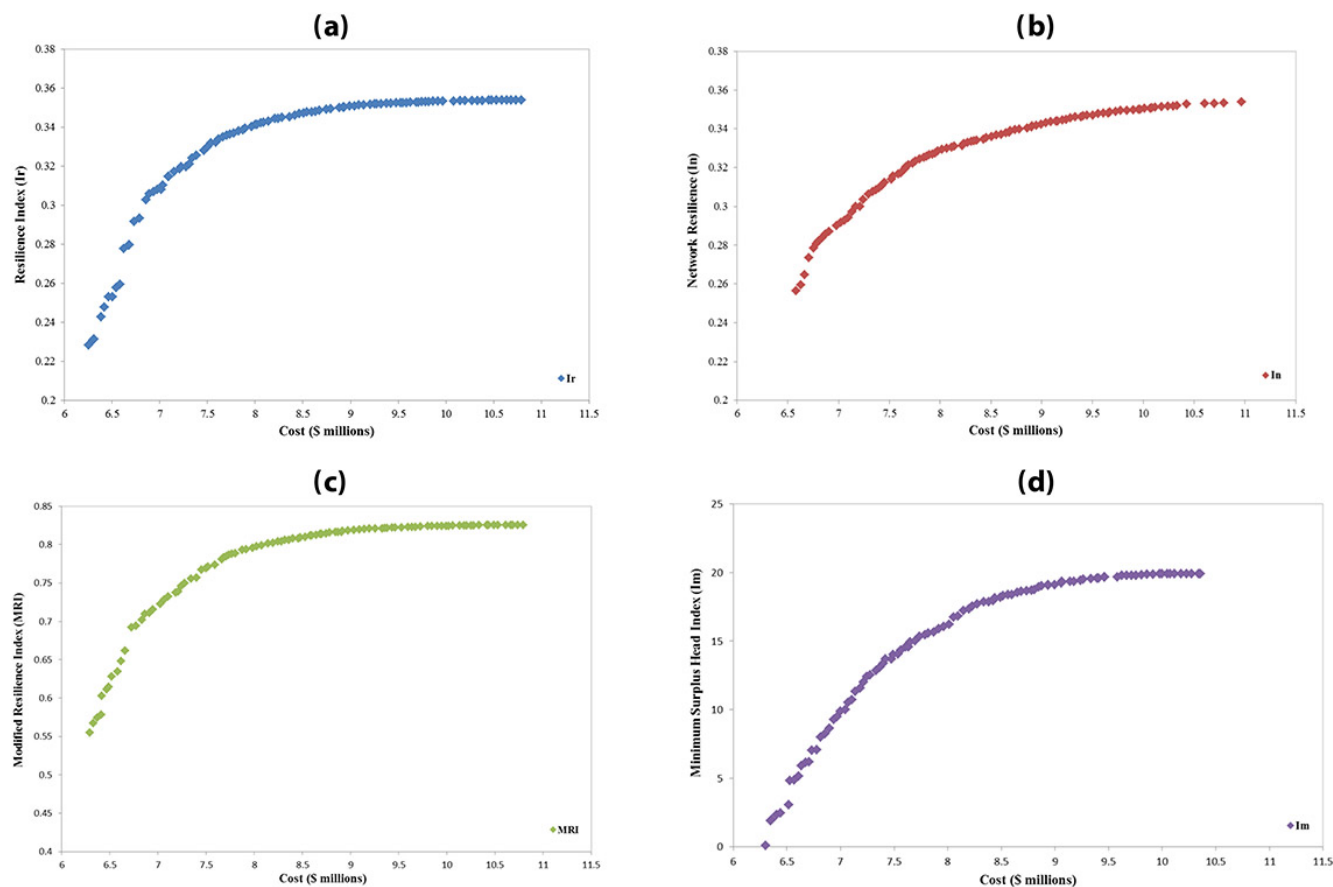 (a)
0.38
0.36
0.34
0.32
0.3
0.28
0.26
0.24
0.22
0.2
Resilience Index (Ir)
6 6.5 7 7.5 8 8.5 9 9.5 10 10.5 11 11.5
Cost ($ millions)
Ir
(b)
0.38
0.36
0.34
0.32
0.3
0.28
0.26
0.24
0.22
0.2
Network Resilience (In)
6 6.5 7 7.5 8 8.5 9 9.5 10 10.5 11 11.5
Cost ($ millions)
In
(c)
0.85
0.8
0.75
0.7
0.65
0.6
0.55
0.5
0.45
0.4
Modified Resilience Index (MRI)
6 6.5 7 7.5 8 8.5 9 9.5 10 10.5 11 11.5
Cost ($ millions)
MRI
(d)
25
20
15
10
5
0
Minimum Surplus Head Index (Im)
6 6.5 7 7.5 8 8.5 9 9.5 10 10.5 11 11.5
Cost ($ millions)
Im